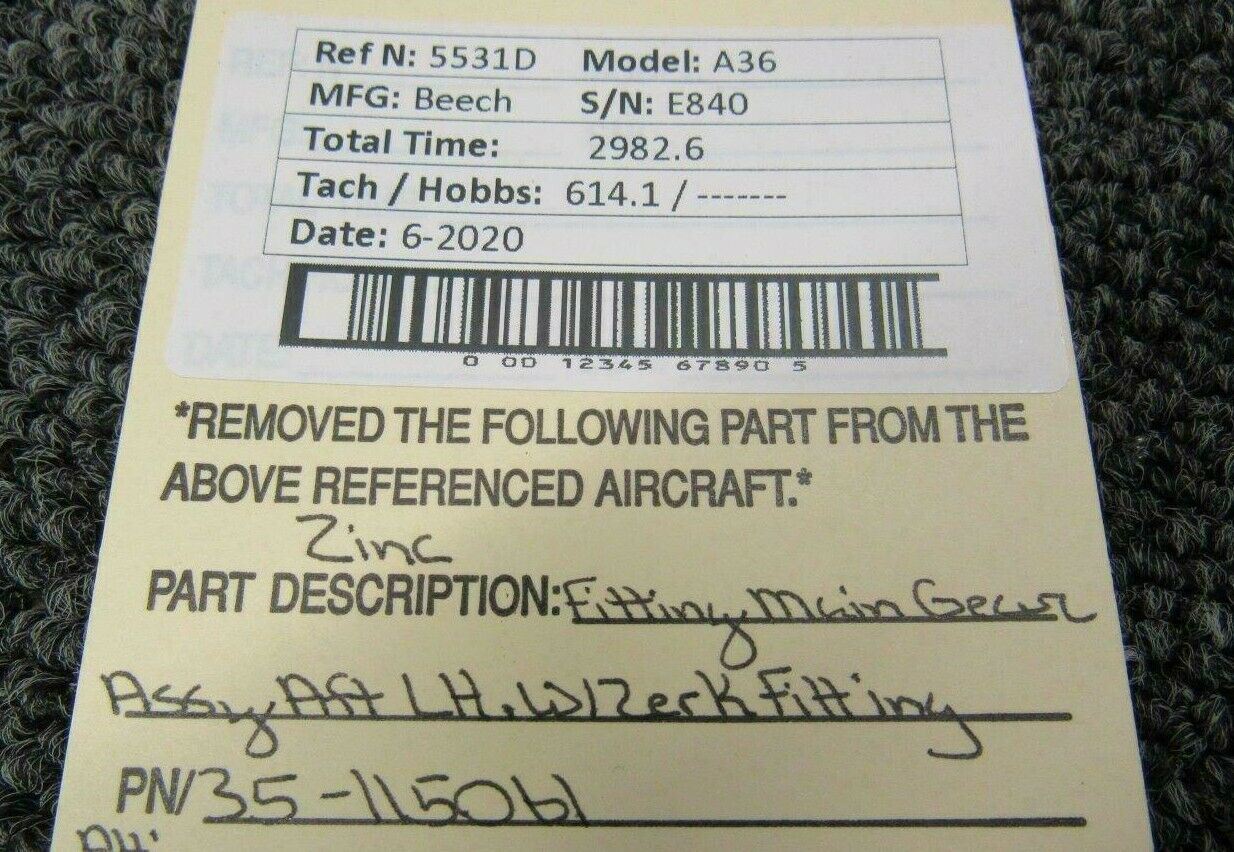 Ref N: 5531D Model: A36
MFG: Beech S/N: E840
Total Time: 2982.6
Tach / Hobbs: 614.1 / -------
Date: 6-2020
0 00 12345 67890 5
*REMOVED THE FOLLOWING PART FROM THE
ABOVE REFERENCED AIRCRAFT.*
Zinc
PART DESCRIPTION: Fitting Main Gear
Assy Aft LH. W/Zerk Fitting
PN/ 35-115061